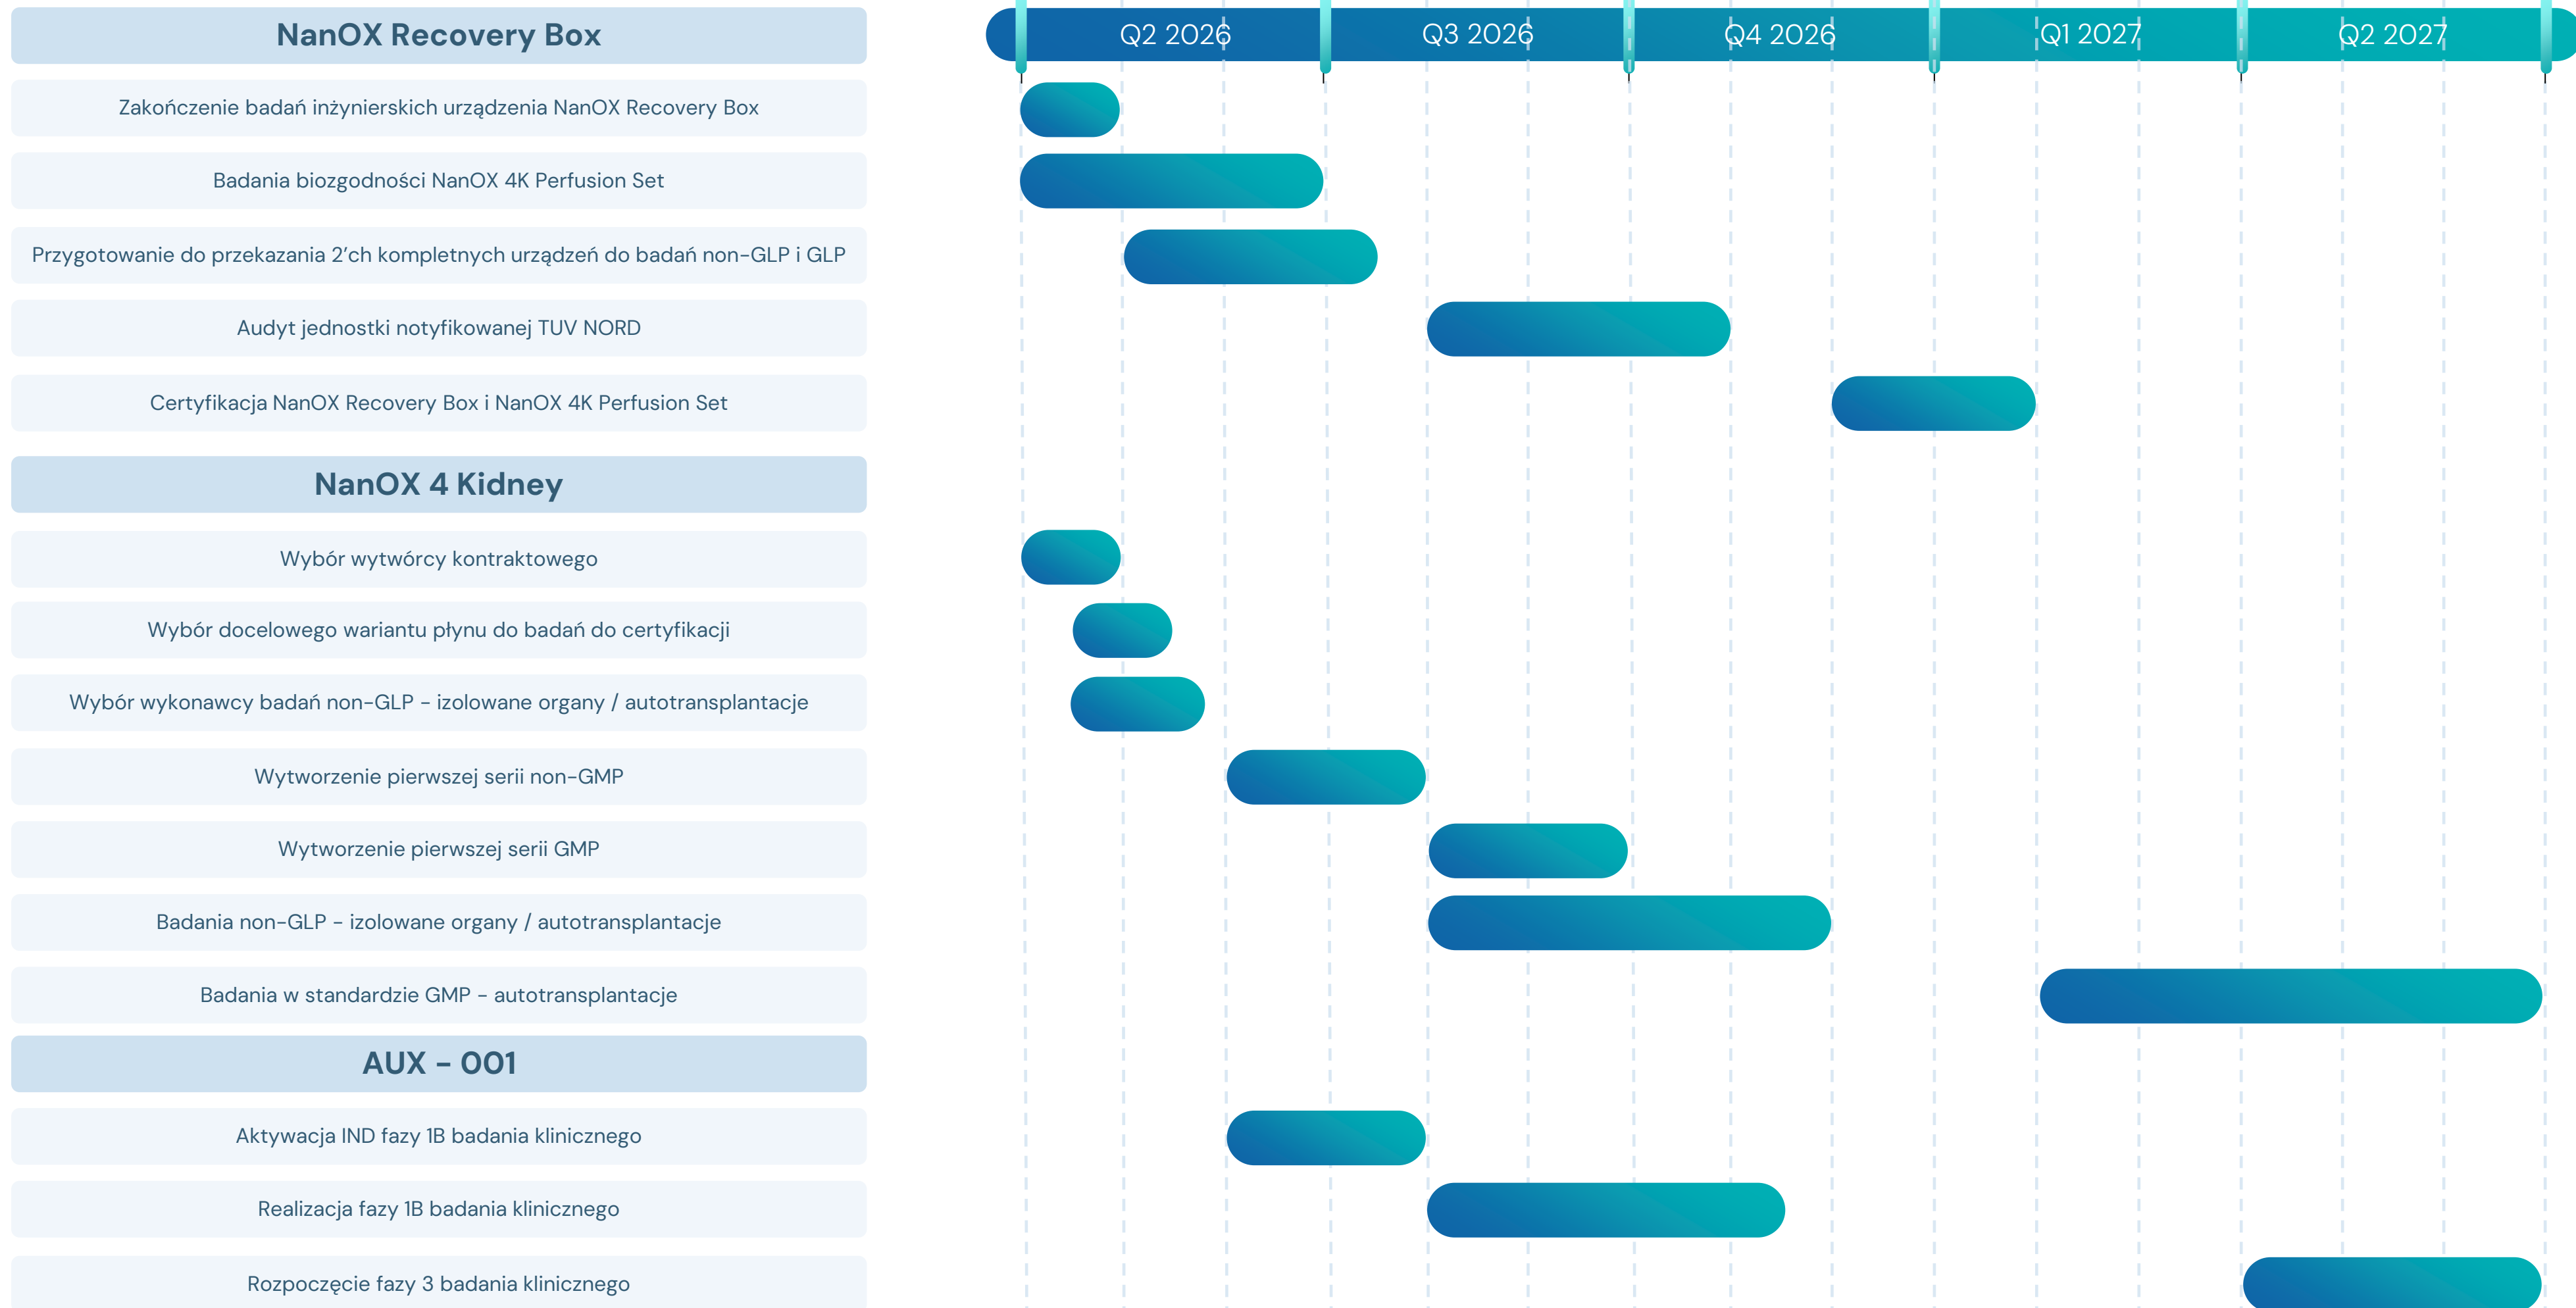 NanOX Recovery Box
Q2 2026
Q3 2026
Q4 2026
Q1 2027
Q2 2027
Zakończenie badań inżynierskich urządzenia NanOX Recovery Box
Badania biozgodności NanOX 4K Perfusion Set
Przygotowanie do przekazania 2’ch kompletnych urządzeń do badań non-GLP i GLP
Audyt jednostki notyfikowanej TUV NORD
Certyfikacja NanOX Recovery Box i NanOX 4K Perfusion Set
NanOX 4 Kidney
Wybór wytwórcy kontraktowego
Wybór docelowego wariantu płynu do badań do certyfikacji
Wybór wykonawcy badań non-GLP - izolowane organy / autotransplantacje
Wytworzenie pierwszej serii non-GMP
Wytworzenie pierwszej serii GMP
Badania non-GLP - izolowane organy / autotransplantacje
Badania w standardzie GMP - autotransplantacje
AUX - 001
Aktywacja IND fazy 1B badania klinicznego
Realizacja fazy 1B badania klinicznego
Rozpoczęcie fazy 3 badania klinicznego